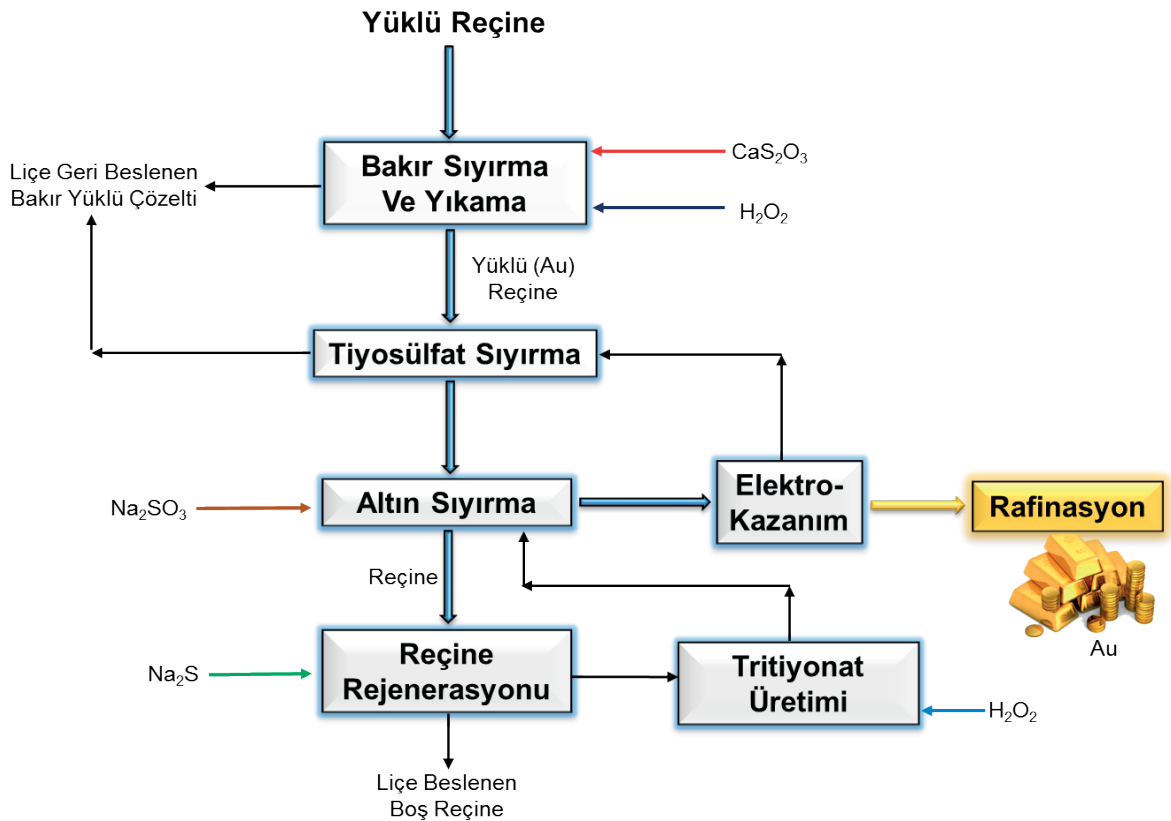 Yüklü Reçine
Bakır Sıyırma
Ve Yıkama
CaS₂O₃
H₂O₂
Liçe Geri Beslenen
Bakır Yüklü Çözelti
Yüklü (Au)
Reçine
Tiyosülfat Sıyırma
Na₂SO₃
Altın Sıyırma
Elektro-
Kazanım
Rafinasyon
Au
Reçine
Na₂S
Reçine
Rejenerasyonu
Tritiyonat
Üretimi
H₂O₂
Liçe Beslenen
Boş Reçine